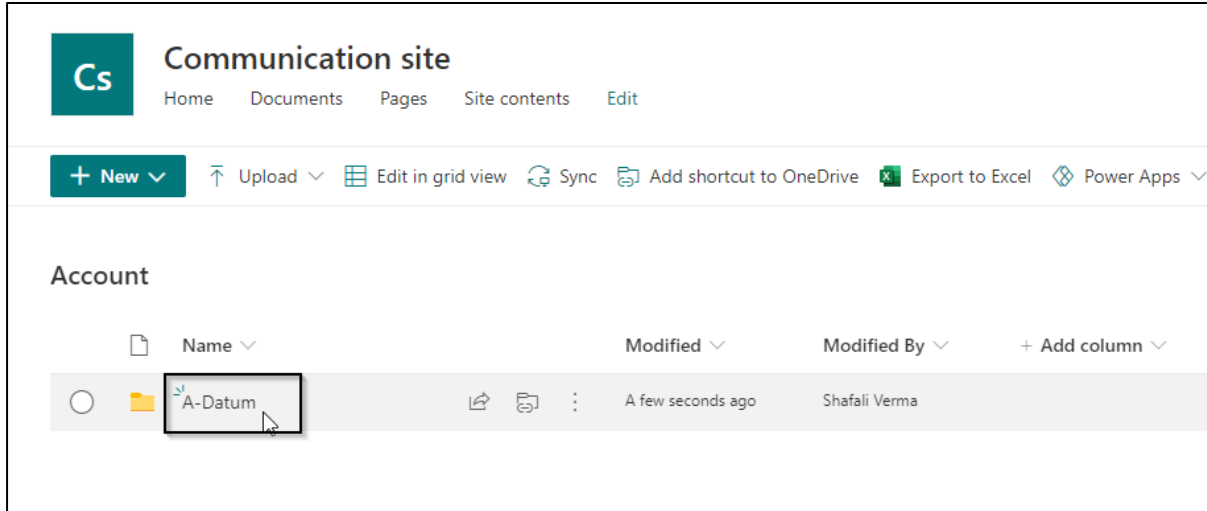 Cs
Communication site
Home Documents Pages Site contents Edit
+ New Upload Edit in grid view Sync Add shortcut to OneDrive Export to Excel Power Apps
Account
Name Modified Modified By + Add column
A-Datum A few seconds ago Shafali Verma